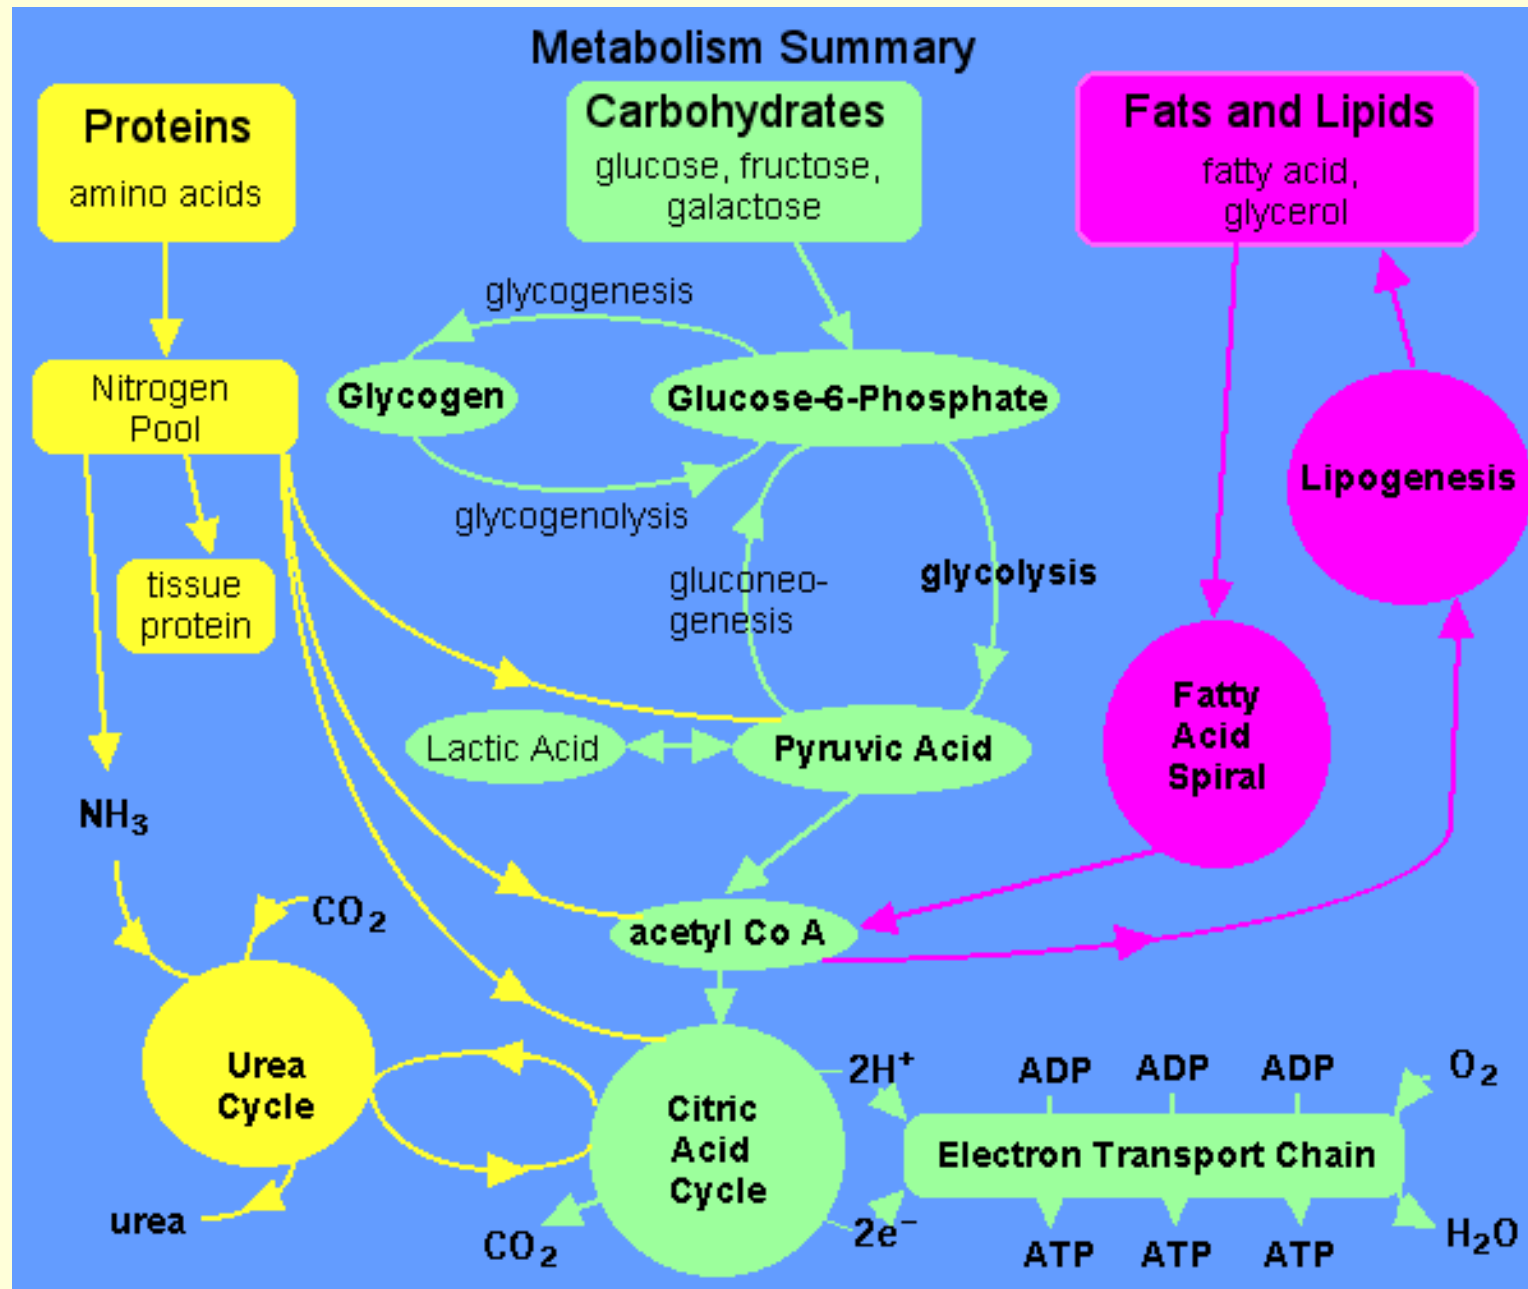 Metabolism Summary
Proteins
amino acids
Carbohydrates
glucose, fructose,
galactose
Fats and Lipids
fatty acid,
glycerol
glycogenesis
Nitrogen
Pool
Glycogen
Glucose-6-Phosphate
Lipogenesis
glycogenolysis
tissue
protein
gluconeo-
genesis
glycolysis
Fatty
Acid
Spiral
Lactic Acid
Pyruvic Acid
NH₃
CO₂
acetyl Co A
Urea
Cycle
Citric
Acid
Cycle
2H⁺
ADP
ADP
ADP
O₂
Electron Transport Chain
urea
CO₂
2e⁻
ATP
ATP
ATP
H₂O